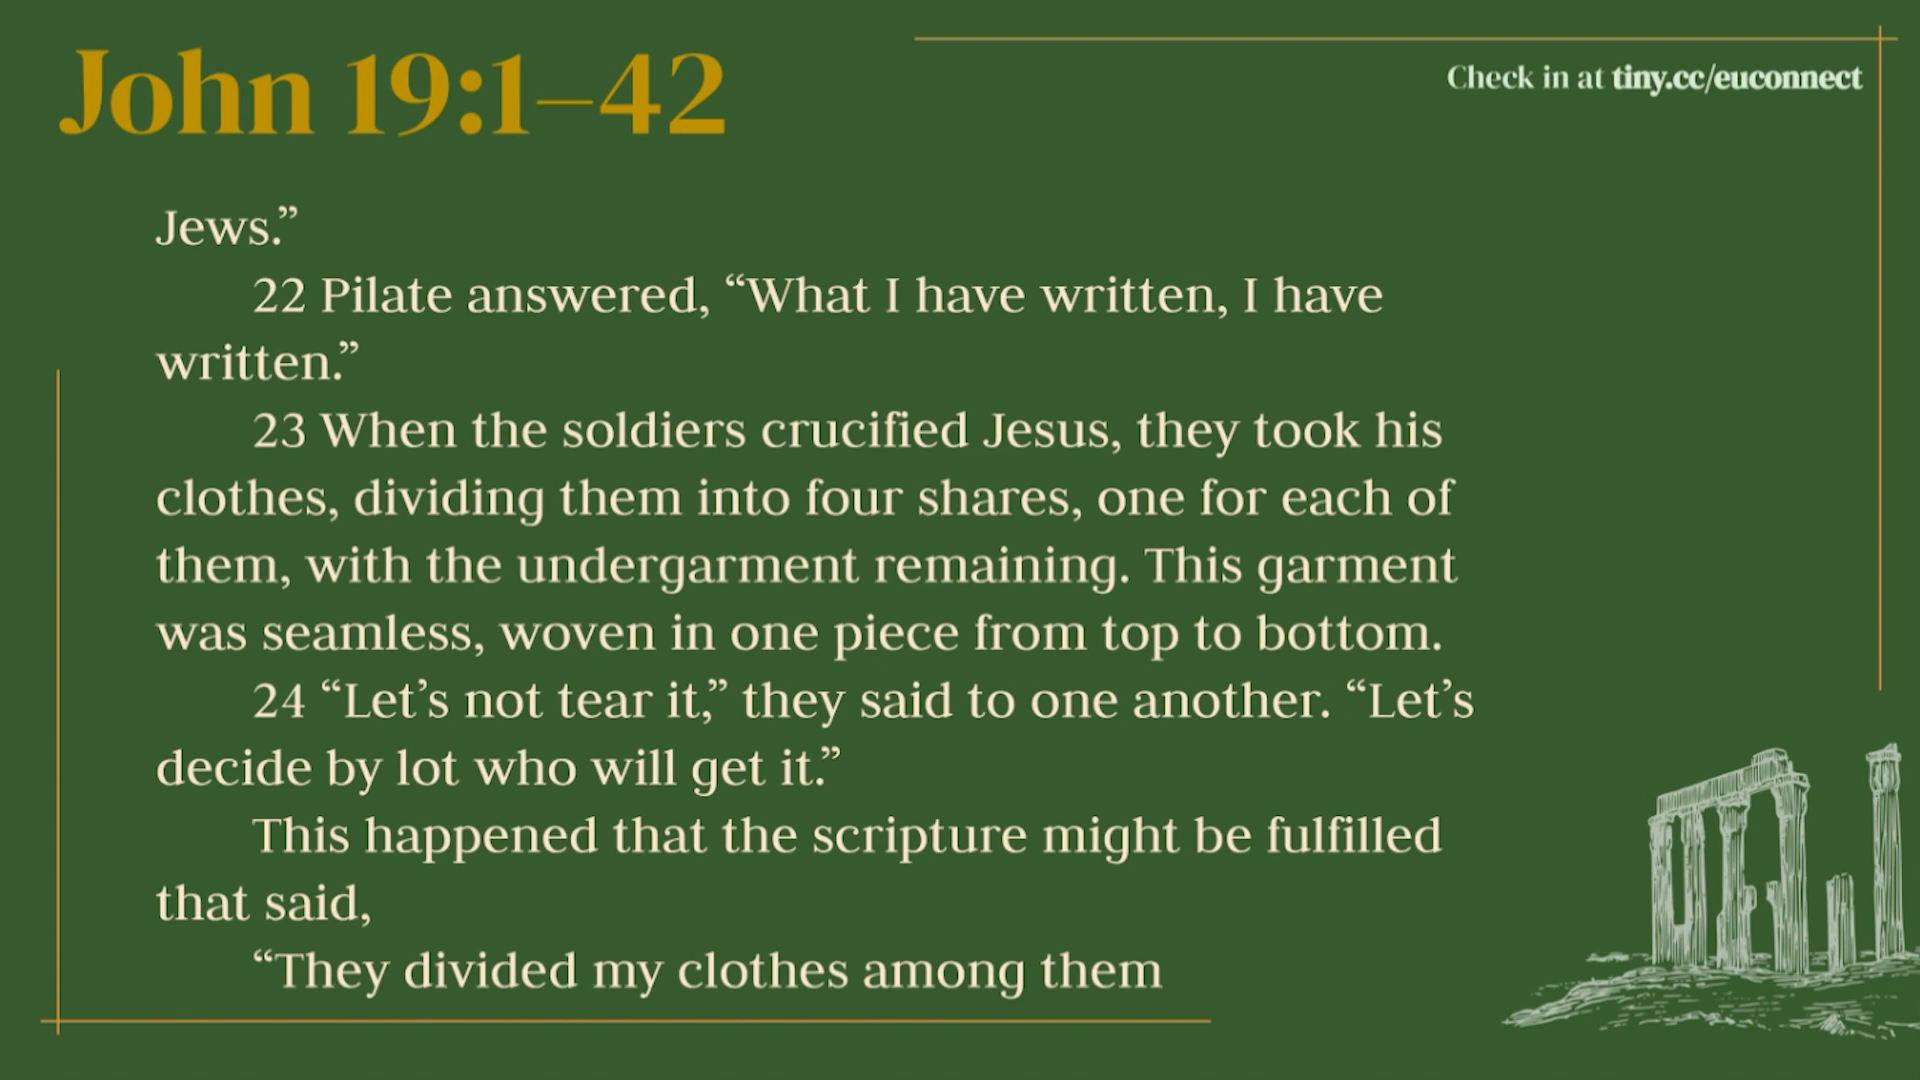 John 19:1–42
Check in at tiny.cc/euconnect
Jews.”
22 Pilate answered, “What I have written, I have
written.”
23 When the soldiers crucified Jesus, they took his
clothes, dividing them into four shares, one for each of
them, with the undergarment remaining. This garment
was seamless, woven in one piece from top to bottom.
24 “Let’s not tear it,” they said to one another. “Let’s
decide by lot who will get it.”
This happened that the scripture might be fulfilled
that said,
“They divided my clothes among them